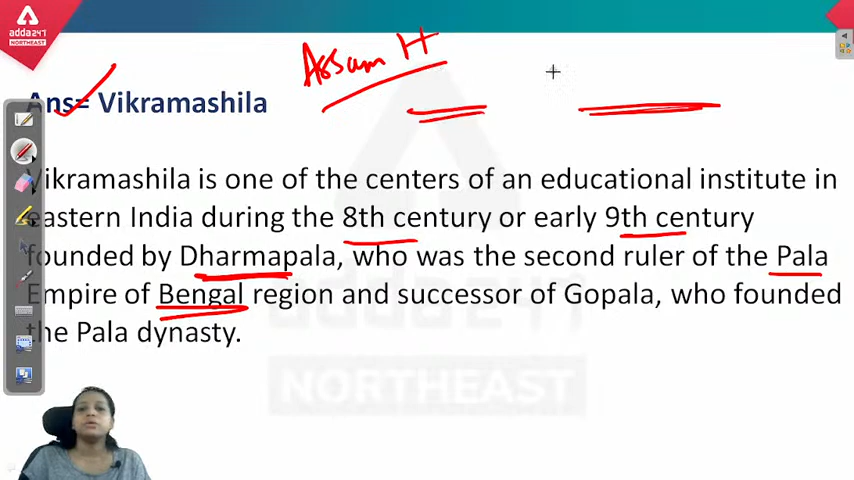 adda247
NORTHEAST
Assam H
Ans= Vikramashila
Vikramashila is one of the centers of an educational institute in
eastern India during the 8th century or early 9th century
founded by Dharmapala, who was the second ruler of the Pala
Empire of Bengal region and successor of Gopala, who founded
the Pala dynasty.
adda247
NORTHEAST